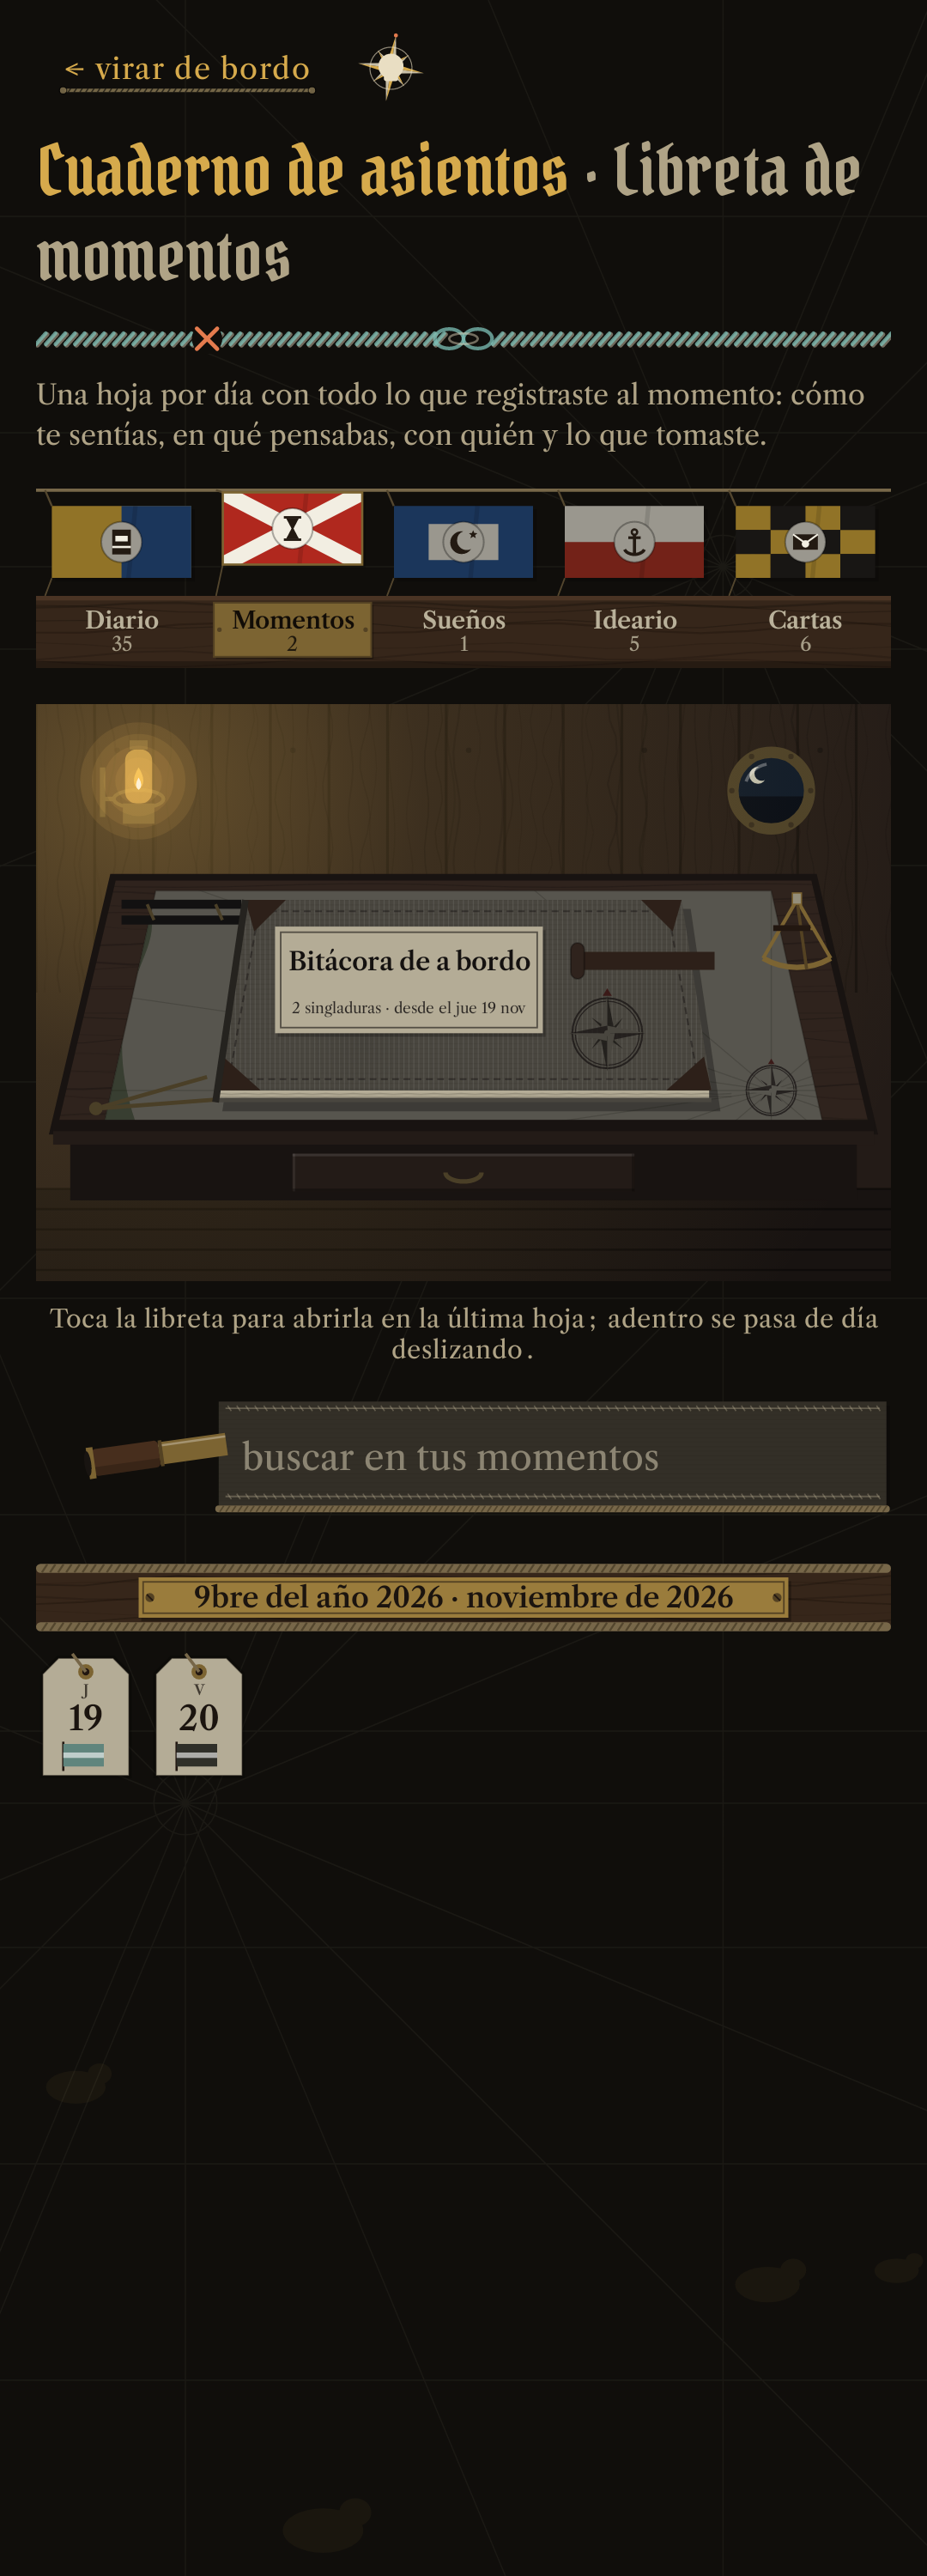 ← virar de bordo
Cuaderno de asientos · Libreta de
momentos
Una hoja por día con todo lo que registraste al momento: cómo
te sentías, en qué pensabas, con quién y lo que tomaste.
Diario Momentos Sueños Ideario Cartas
35 2 1 5 6
Bitácora de a bordo
2 singladuras · desde el jue 19 nov
Toca la libreta para abrirla en la última hoja; adentro se pasa de día
deslizando.
buscar en tus momentos
9bre del año 2026 · noviembre de 2026
J V
19 20